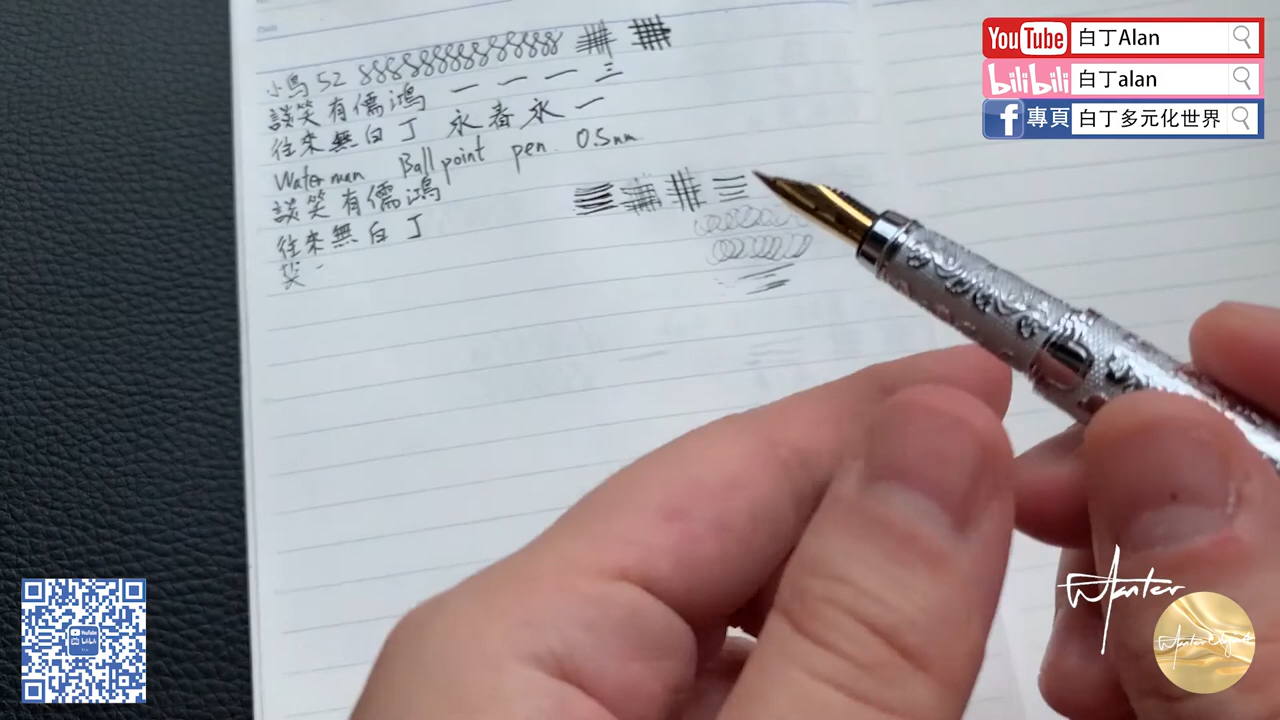 小鳥 52
談笑有儒鴻 一 一 一 三
往來無白丁 永春永一
Waterman Ball point pen 0.5mm
談笑有儒鴻
往來無白丁
笑
YouTube 白丁Alan
bilibili 白丁alan
f 專頁 白丁多元化世界